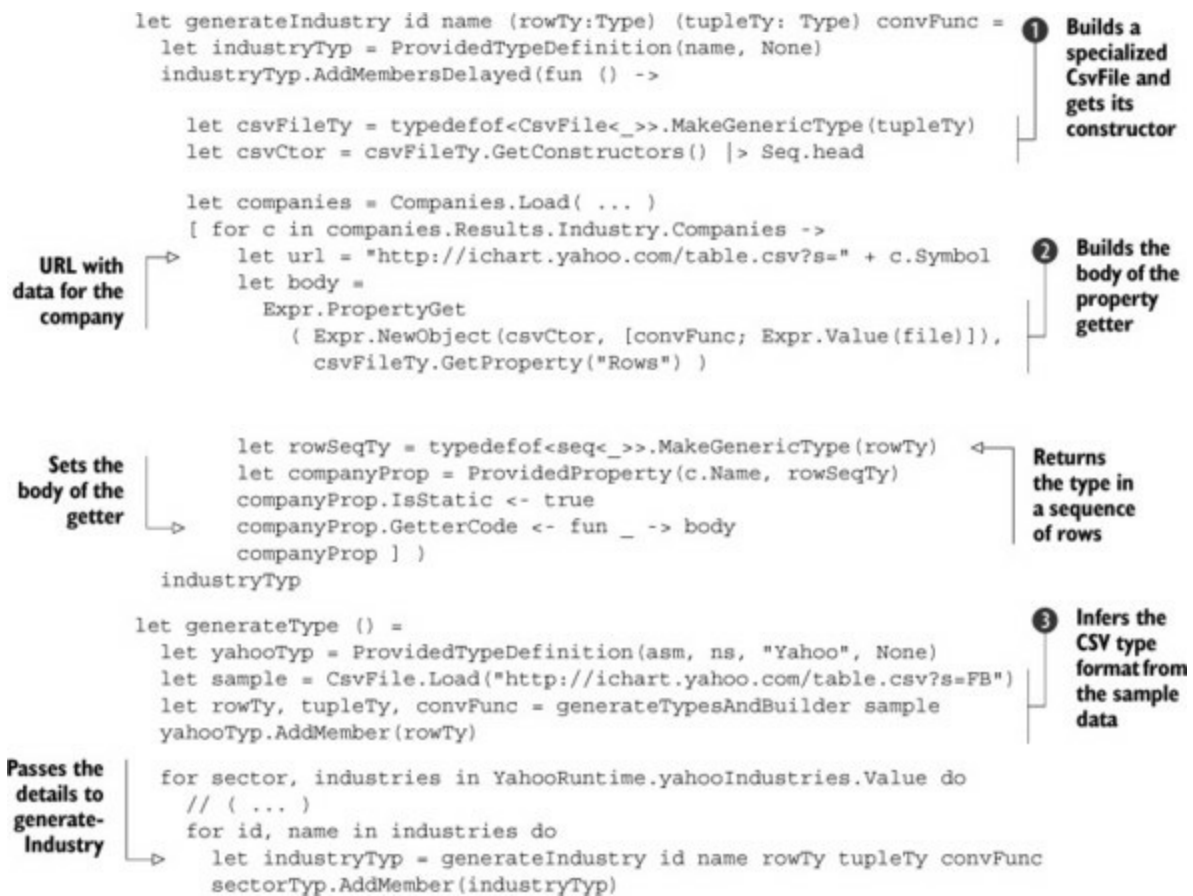 let generateIndustry id name (rowTy:Type) (tupleTy: Type) convFunc =
let industryTyp = ProvidedTypeDefinition(name, None)
industryTyp.AddMembersDelayed(fun () ->
1 Builds a
specialized
CsvFile and
gets its
constructor
let csvFileTy = typedefof<CsvFile<_>>.MakeGenericType(tupleTy)
let csvCtor = csvFileTy.GetConstructors() |> Seq.head
let companies = Companies.Load( ... )
[ for c in companies.Results.Industry.Companies ->
URL with
data for the
company
let url = "http://ichart.yahoo.com/table.csv?s=" + c.Symbol
let body =
Expr.PropertyGet
( Expr.NewObject(csvCtor, [convFunc; Expr.Value(file)]),
csvFileTy.GetProperty("Rows") )
2 Builds the
body of the
property
getter
let rowSeqTy = typedefof<seq<_>>.MakeGenericType(rowTy)
let companyProp = ProvidedProperty(c.Name, rowSeqTy)
companyProp.IsStatic <- true
Sets the
body of the
getter
companyProp.GetterCode <- fun _ -> body
companyProp ] )
industryTyp
Returns
the type in
a sequence
of rows
let generateType () =
let yahooTyp = ProvidedTypeDefinition(asm, ns, "Yahoo", None)
let sample = CsvFile.Load("http://ichart.yahoo.com/table.csv?s=FB")
let rowTy, tupleTy, convFunc = generateTypesAndBuilder sample
yahooTyp.AddMember(rowTy)
3 Infers the
CSV type
format from
the sample
data
for sector, industries in YahooRuntime.yahooIndustries.Value do
// ( ... )
for id, name in industries do
Passes the
details to
generate-
Industry
let industryTyp = generateIndustry id name rowTy tupleTy convFunc
sectorTyp.AddMember(industryTyp)